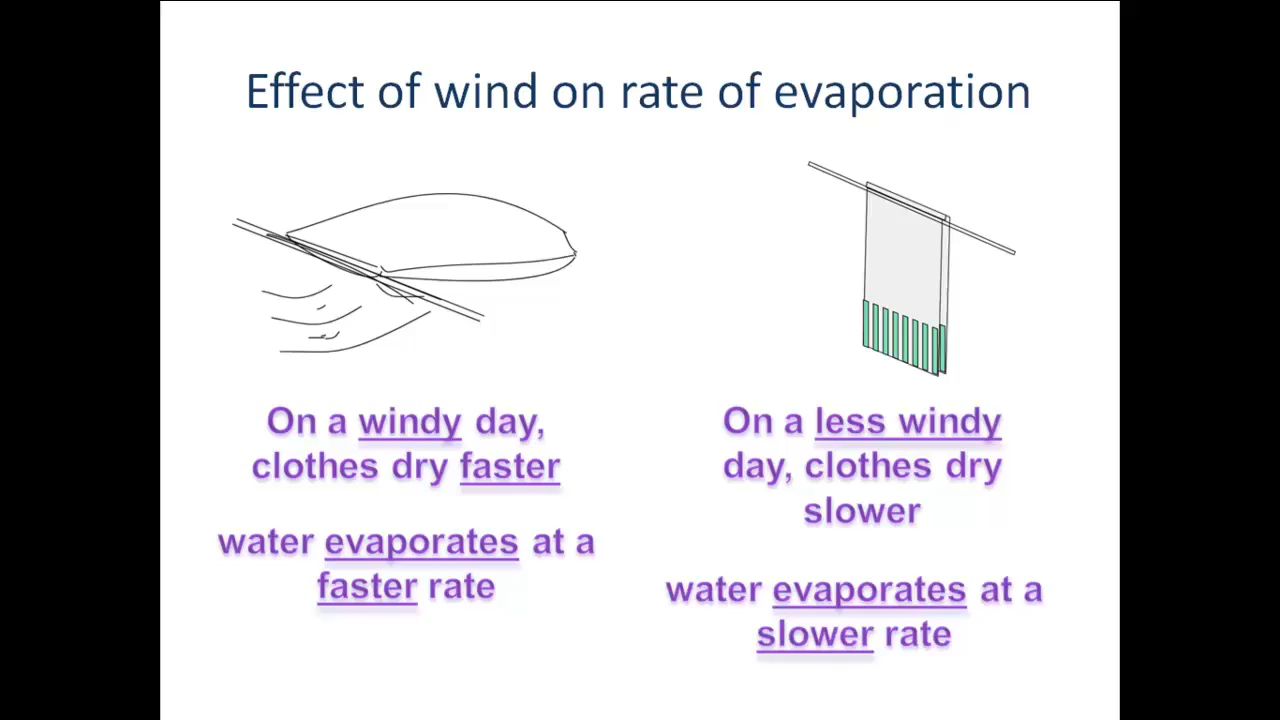 Effect of wind on rate of evaporation
On a windy day,
clothes dry faster
water evaporates at a
faster rate
On a less windy
day, clothes dry
slower
water evaporates at a
slower rate